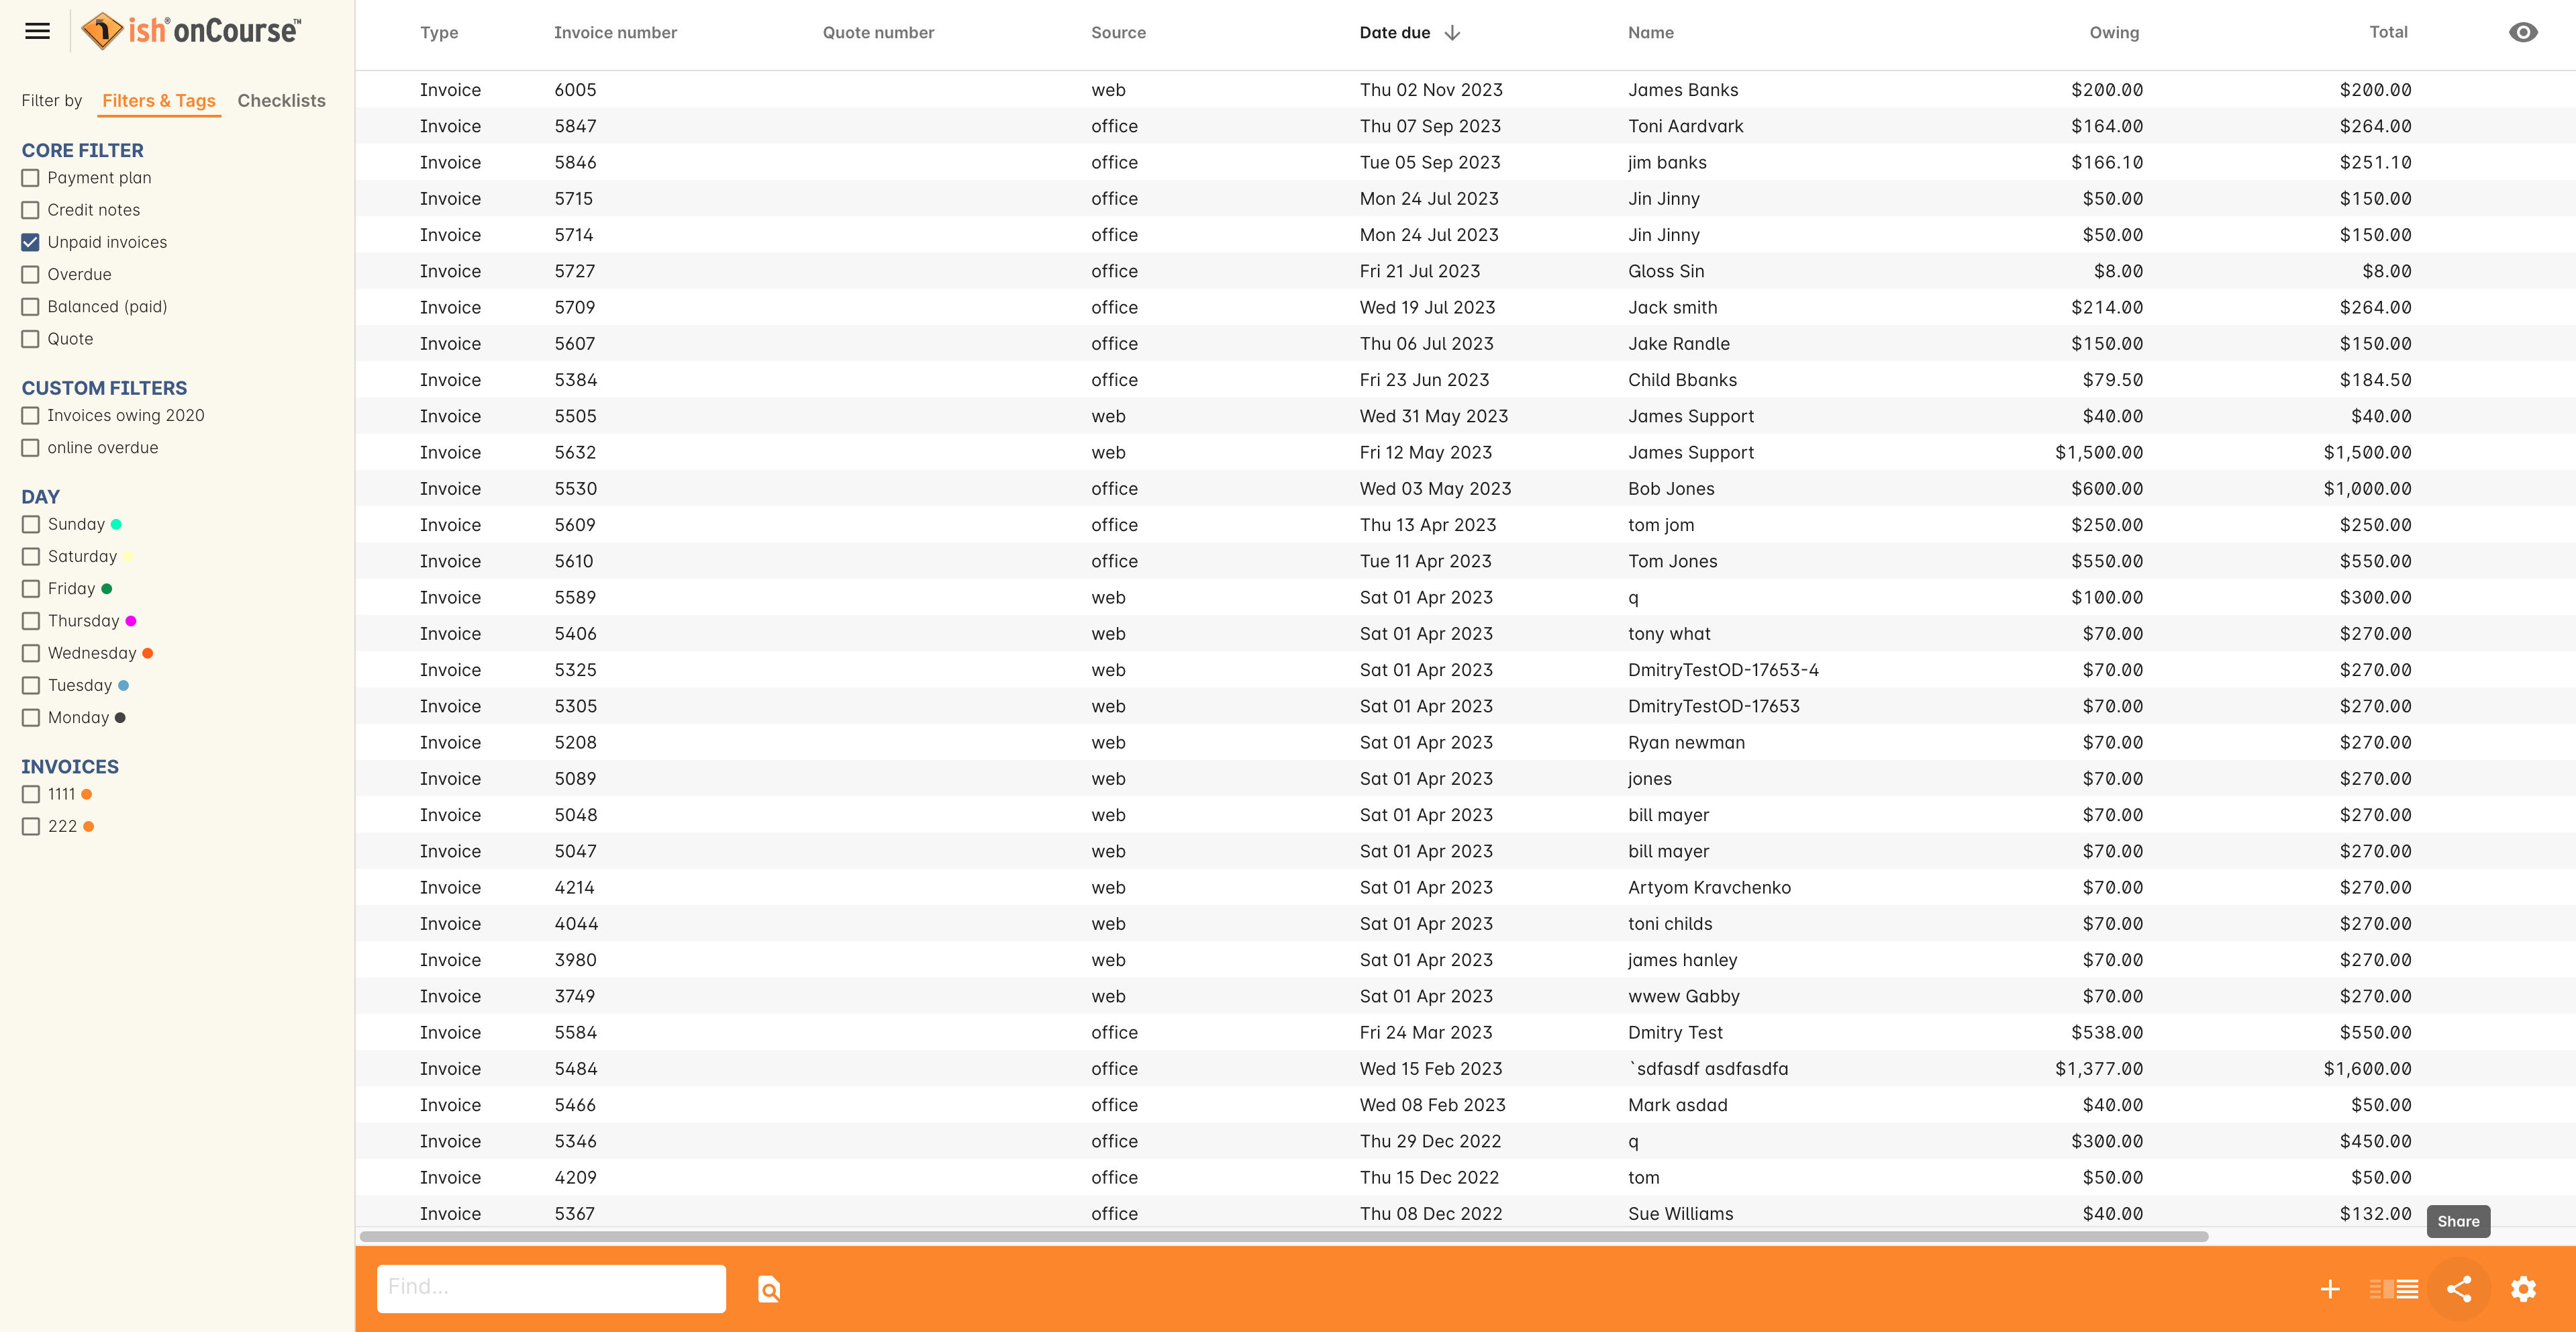 ish® onCourse™
Filter by Filters & Tags Checklists
CORE FILTER
Payment plan
Credit notes
Unpaid invoices
Overdue
Balanced (paid)
Quote
CUSTOM FILTERS
Invoices owing 2020
online overdue
DAY
Sunday
Saturday
Friday
Thursday
Wednesday
Tuesday
Monday
INVOICES
1111
222
Type Invoice number Quote number Source Date due Name Owing Total
Invoice 6005 web Thu 02 Nov 2023 James Banks $200.00 $200.00
Invoice 5847 office Thu 07 Sep 2023 Toni Aardvark $164.00 $264.00
Invoice 5846 office Tue 05 Sep 2023 jim banks $166.10 $251.10
Invoice 5715 office Mon 24 Jul 2023 Jin Jinny $50.00 $150.00
Invoice 5714 office Mon 24 Jul 2023 Jin Jinny $50.00 $150.00
Invoice 5727 office Fri 21 Jul 2023 Gloss Sin $8.00 $8.00
Invoice 5709 office Wed 19 Jul 2023 Jack smith $214.00 $264.00
Invoice 5607 office Thu 06 Jul 2023 Jake Randle $150.00 $150.00
Invoice 5384 office Fri 23 Jun 2023 Child Bbanks $79.50 $184.50
Invoice 5505 web Wed 31 May 2023 James Support $40.00 $40.00
Invoice 5632 web Fri 12 May 2023 James Support $1,500.00 $1,500.00
Invoice 5530 office Wed 03 May 2023 Bob Jones $600.00 $1,000.00
Invoice 5609 office Thu 13 Apr 2023 tom jom $250.00 $250.00
Invoice 5610 office Tue 11 Apr 2023 Tom Jones $550.00 $550.00
Invoice 5589 web Sat 01 Apr 2023 q $100.00 $300.00
Invoice 5406 web Sat 01 Apr 2023 tony what $70.00 $270.00
Invoice 5325 web Sat 01 Apr 2023 DmitryTestOD-17653-4 $70.00 $270.00
Invoice 5305 web Sat 01 Apr 2023 DmitryTestOD-17653 $70.00 $270.00
Invoice 5208 web Sat 01 Apr 2023 Ryan newman $70.00 $270.00
Invoice 5089 web Sat 01 Apr 2023 jones $70.00 $270.00
Invoice 5048 web Sat 01 Apr 2023 bill mayer $70.00 $270.00
Invoice 5047 web Sat 01 Apr 2023 bill mayer $70.00 $270.00
Invoice 4214 web Sat 01 Apr 2023 Artyom Kravchenko $70.00 $270.00
Invoice 4044 web Sat 01 Apr 2023 toni childs $70.00 $270.00
Invoice 3980 web Sat 01 Apr 2023 james hanley $70.00 $270.00
Invoice 3749 web Sat 01 Apr 2023 wwew Gabby $70.00 $270.00
Invoice 5584 office Fri 24 Mar 2023 Dmitry Test $538.00 $550.00
Invoice 5484 office Wed 15 Feb 2023 `sdfasdf asdfasdfa $1,377.00 $1,600.00
Invoice 5466 office Wed 08 Feb 2023 Mark asdad $40.00 $50.00
Invoice 5346 office Thu 29 Dec 2022 q $300.00 $450.00
Invoice 4209 office Thu 15 Dec 2022 tom $50.00 $50.00
Invoice 5367 office Thu 08 Dec 2022 Sue Williams $40.00 $132.00
Share
Find...